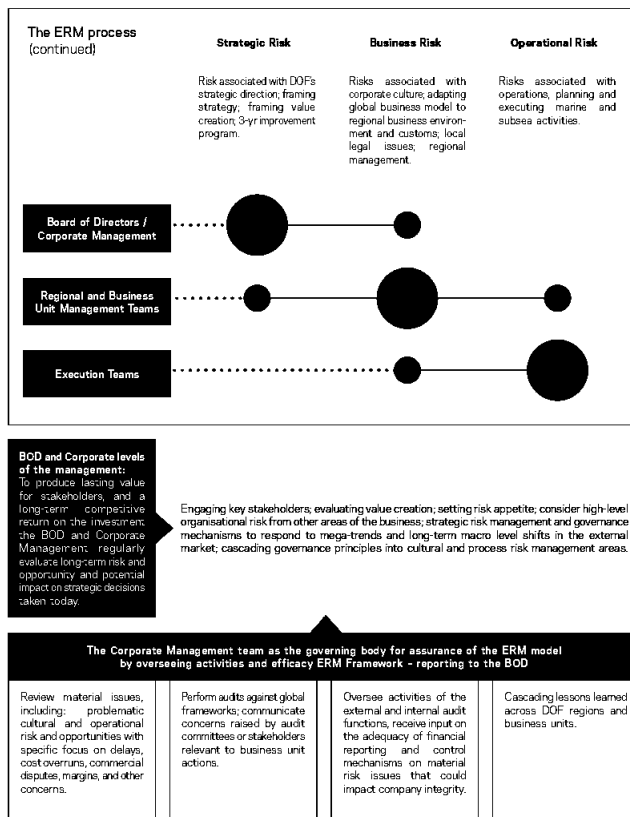 The ERM process
(continued)
Strategic Risk
Business Risk
Operational Risk
Risk associated with DOF's
strategic direction; framing
strategy; framing value
creation; 3-yr improvement
program.
Risks associated with
corporate culture; adapting
global business model to
regional business environ-
ment and customs; local
legal issues; regional
management.
Risks associated with
operations, planning and
executing marine and
subsea activities.
Board of Directors /
Corporate Management
Regional and Business
Unit Management Teams
Execution Teams
BOD and Corporate levels
of the management:
To produce lasting value
for stakeholders, and a
long-term competitive
return on the investment
the BOD and Corporate
Management regularly
evaluate long-term risk and
opportunity and potential
impact on strategic decisions
taken today.
Engaging key stakeholders; evaluating value creation; setting risk appetite; consider high-level
organisational risk from other areas of the business; strategic risk management and governance
mechanisms to respond to mega-trends and long-term macro level shifts in the external
market; cascading governance principles into cultural and process risk management areas.
The Corporate Management team as the governing body for assurance of the ERM model
by overseeing activities and efficacy ERM Framework - reporting to the BOD
Review material issues,
including: problematic
cultural and operational
risk and opportunities with
specific focus on delays,
cost overruns, commercial
disputes, margins, and other
concerns.
Perform audits against global
frameworks; communicate
concerns raised by audit
committees or stakeholders
relevant to business unit
actions.
Oversee activities of the
external and internal audit
functions, receive input on
the adequacy of financial
reporting and control
mechanisms on material
risk issues that could
impact company integrity.
Cascading lessons learned
across DOF regions and
business units.